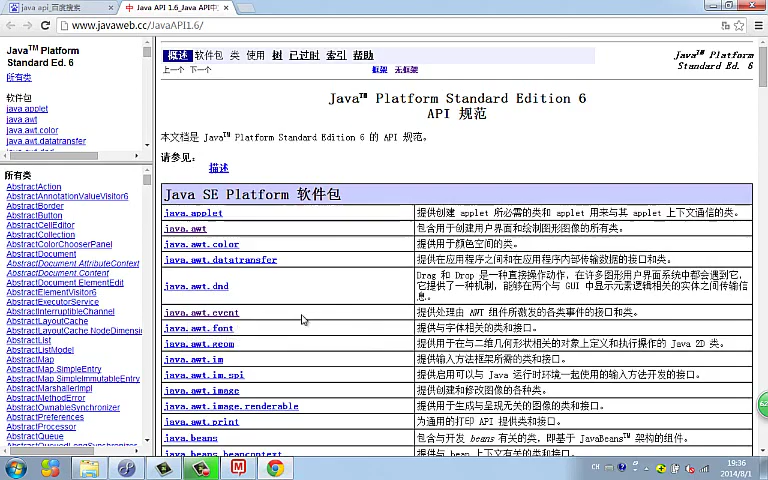 java api_百度搜索
Java API 1.6_Java API中
www.javaweb.cc/JavaAPI1.6/
Java™ Platform
Standard Ed. 6
所有类
软件包
java.applet
java.awt
java.awt.color
java.awt.datatransfer
java.awt.dnd
所有类
AbstractAction
AbstractAnnotationValueVisitor6
AbstractBorder
AbstractButton
AbstractCellEditor
AbstractCollection
AbstractColorChooserPanel
AbstractDocument
AbstractDocument.AttributeContext
AbstractDocument.Content
AbstractDocument.ElementEdit
AbstractElementVisitor6
AbstractExecutorService
AbstractInterruptibleChannel
AbstractLayoutCache
AbstractLayoutCache.NodeDimension
AbstractList
AbstractListModel
AbstractMap
AbstractMap.SimpleEntry
AbstractMap.SimpleImmutableEntry
AbstractMarshallerImpl
AbstractMethodError
AbstractOwnableSynchronizer
AbstractPreferences
AbstractProcessor
AbstractQueue
AbstractQueuedLongSynchronizer
概述 软件包 类 使用 树 已过时 索引 帮助
Java™ Platform
Standard Ed. 6
上一个 下一个 框架 无框架
Java™ Platform Standard Edition 6
API 规范
本文档是 Java™ Platform Standard Edition 6 的 API 规范。
请参见:
描述
Java SE Platform 软件包
java.applet 提供创建 applet 所必需的类和 applet 用来与其 applet 上下文通信的类。
java.awt 包含用于创建用户界面和绘制图形图像的所有类。
java.awt.color 提供用于颜色空间的类。
java.awt.datatransfer 提供在应用程序之间和在应用程序内部传输数据的接口和类。
java.awt.dnd Drag 和 Drop 是一种直接操作动作，在许多图形用户界面系统中都会遇到它，
它提供了一种机制，能够在两个与 GUI 中显示元素逻辑相关的实体之间传输信
息。
java.awt.event 提供处理由 AWT 组件所激发的各类事件的接口和类。
java.awt.font 提供与字体相关的类和接口。
java.awt.geom 提供用于在与二维几何形状相关的对象上定义和执行操作的 Java 2D 类。
java.awt.im 提供输入方法框架所需的类和接口。
java.awt.im.spi 提供启用可以与 Java 运行时环境一起使用的输入方法开发的接口。
java.awt.image 提供创建和修改图像的各种类。
java.awt.image.renderable 提供用于生成与呈现无关的图像的类和接口。
java.awt.print 为通用的打印 API 提供类和接口。
java.beans 包含与开发 beans 有关的类，即基于 JavaBeans™ 架构的组件。
java.beans.beancontext 提供与 bean 上下文有关的类和接口。
62
CH
19:36
2014/8/1